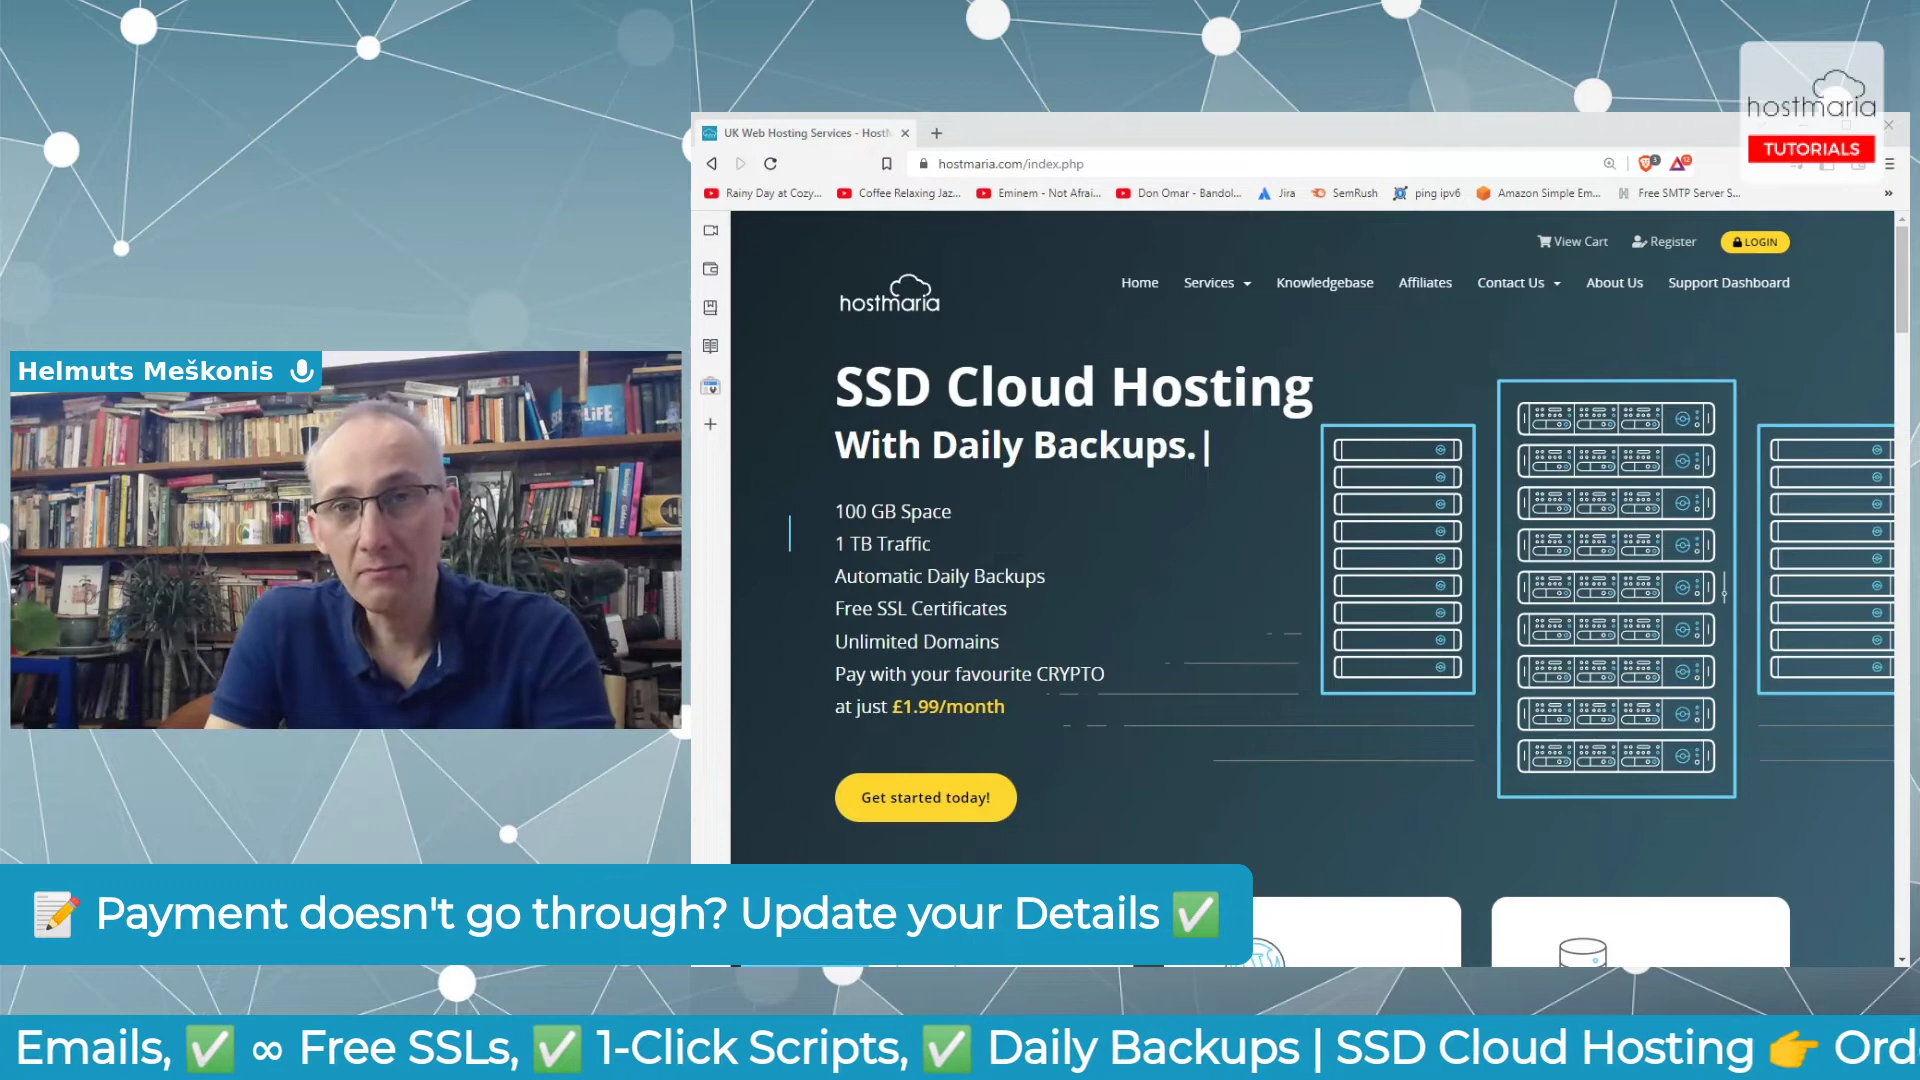 hostmaria
TUTORIALS
UK Web Hosting Services - Host
hostmaria.com/index.php
Rainy Day at Cozy...
Coffee Relaxing Jaz...
Eminem - Not Afrai...
Don Omar - Bandol...
Jira
SemRush
ping ipv6
Amazon Simple Em...
Free SMTP Server S...
View Cart
Register
LOGIN
hostmaria
Home
Services
Knowledgebase
Affiliates
Contact Us
About Us
Support Dashboard
Helmuts Meškonis
LIFE
SSD Cloud Hosting
With Daily Backups.|
100 GB Space
1 TB Traffic
Automatic Daily Backups
Free SSL Certificates
Unlimited Domains
Pay with your favourite CRYPTO
at just £1.99/month
Get started today!
📝 Payment doesn't go through? Update your Details ✅
Emails, ✅ ∞ Free SSLs, ✅ 1-Click Scripts, ✅ Daily Backups | SSD Cloud Hosting 👉 Ord